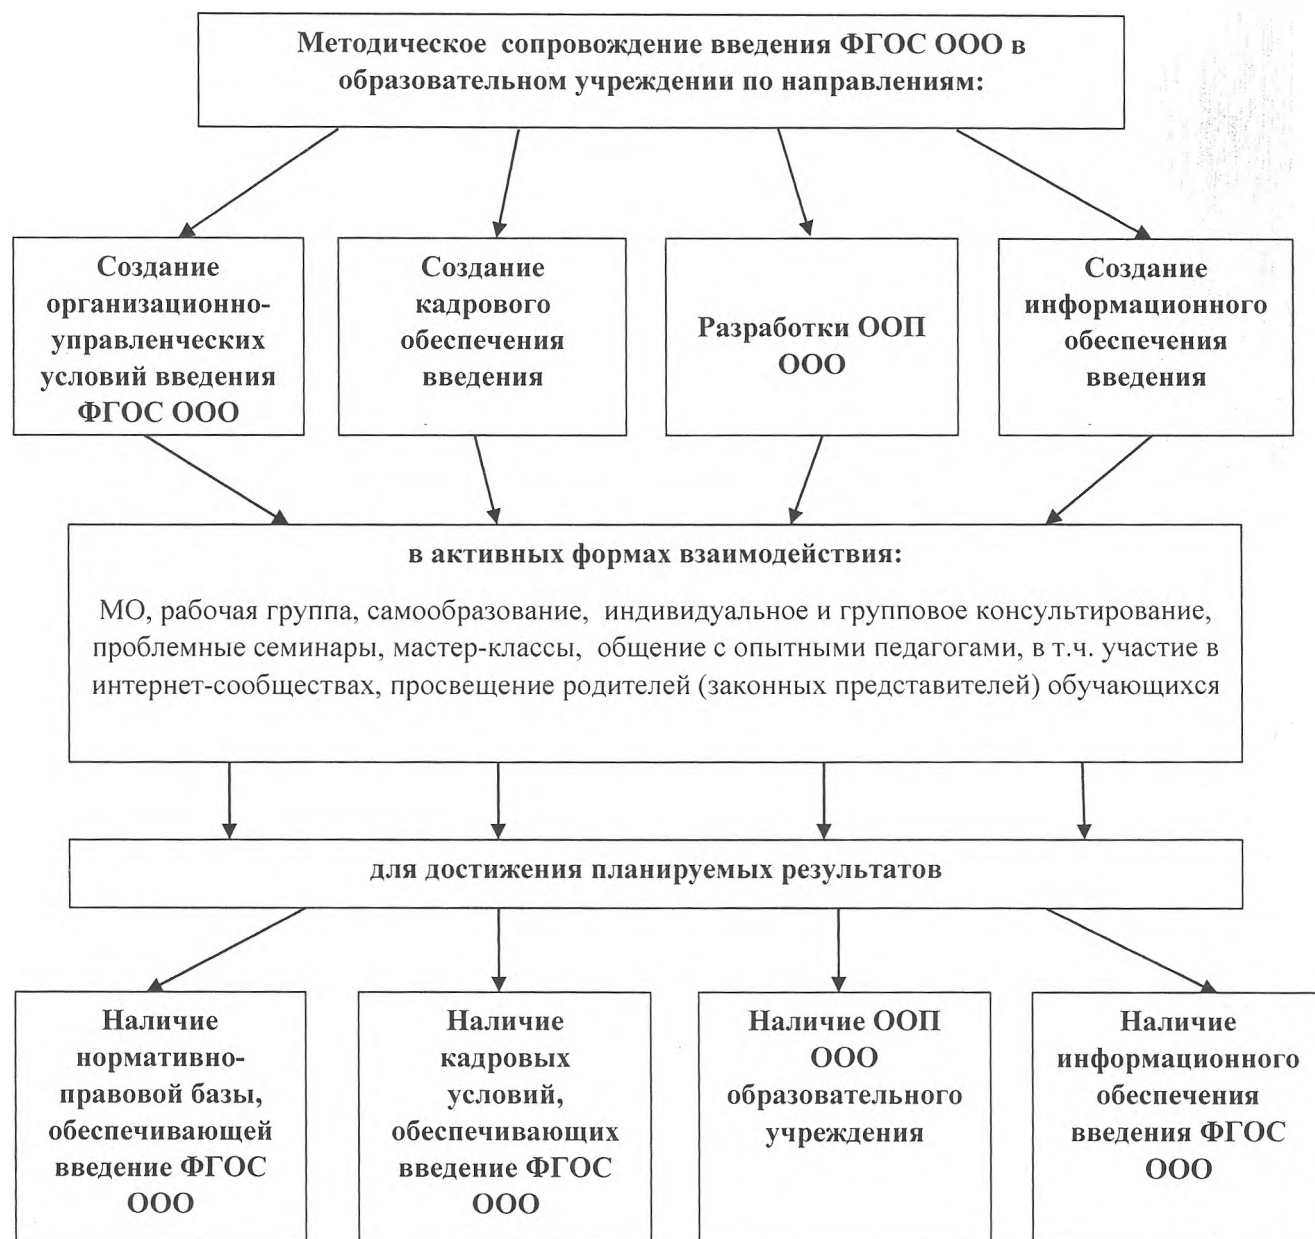 Методическое сопровождение введения ФГОС ООО в
образовательном учреждении по направлениям:
Создание
организационно-
управленческих
условий введения
ФГОС ООО
Создание
кадрового
обеспечения
введения
Разработки ООП
ООО
Создание
информационного
обеспечения
введения
в активных формах взаимодействия:
МО, рабочая группа, самообразование, индивидуальное и групповое консультирование,
проблемные семинары, мастер-классы, общение с опытными педагогами, в т.ч. участие в
интернет-сообществах, просвещение родителей (законных представителей) обучающихся
для достижения планируемых результатов
Наличие
нормативно-
правовой базы,
обеспечивающей
введение ФГОС
ООО
Наличие
кадровых
условий,
обеспечивающих
введение ФГОС
ООО
Наличие ООП
ООО
образовательного
учреждения
Наличие
информационного
обеспечения
введения ФГОС
ООО